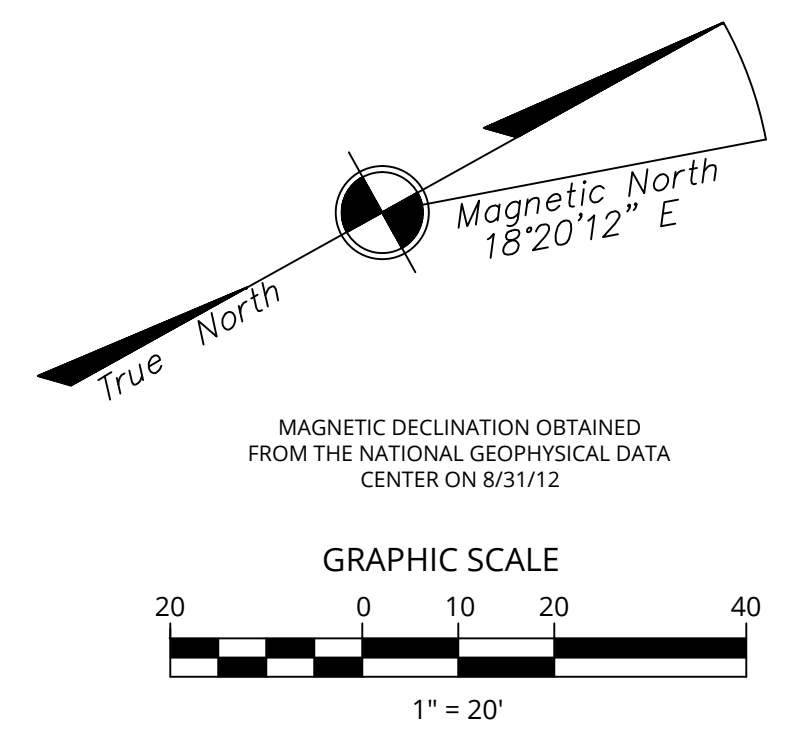 Magnetic North
18°20'12" E
True North
MAGNETIC DECLINATION OBTAINED
FROM THE NATIONAL GEOPHYSICAL DATA
CENTER ON 8/31/12
GRAPHIC SCALE
20 0 10 20 40
1" = 20'